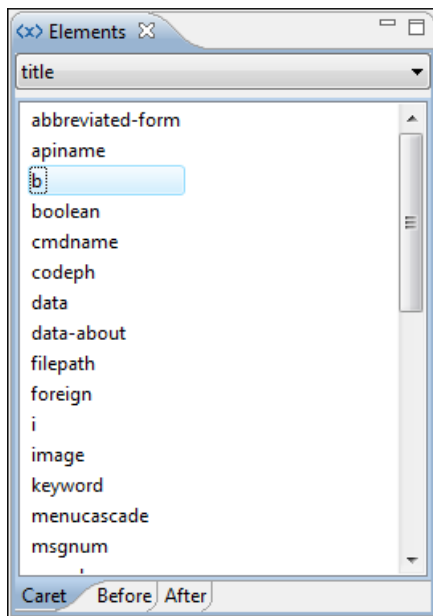 <x> Elements
title
abbreviated-form
apiname
b
boolean
cmdname
codeph
data
data-about
filepath
foreign
i
image
keyword
menucascade
msgnum
Caret Before After